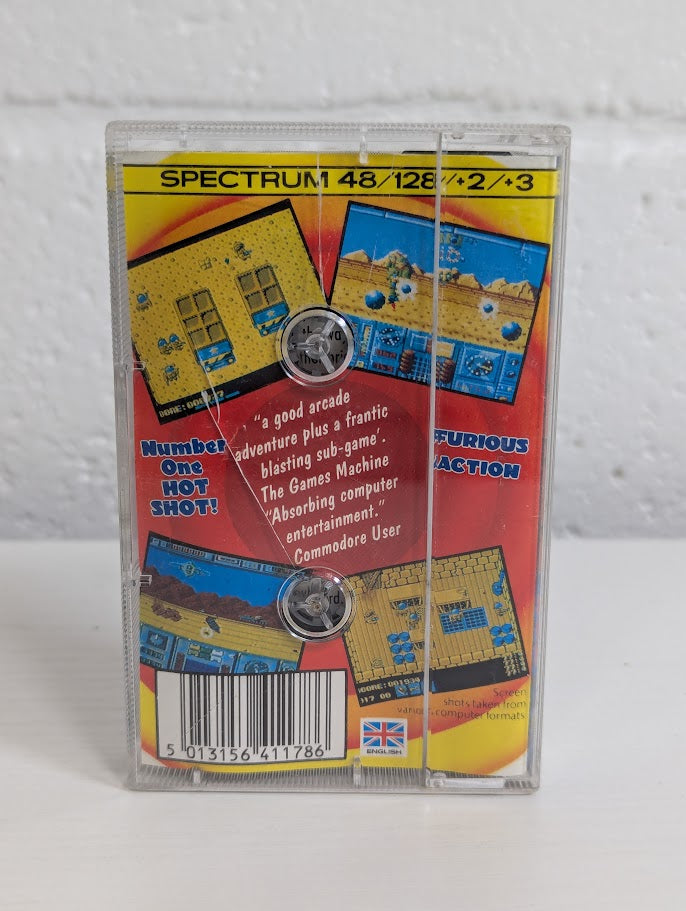 SPECTRUM 48/128/+2/+3
"a good arcade
adventure plus a frantic
blasting sub-game'.
The Games Machine
"Absorbing computer
entertainment."
Commodore User
Number
One
HOT
SHOT!
FURIOUS
ACTION
Screen
shots taken from
various computer formats
5 013156 411786
ENGLISH